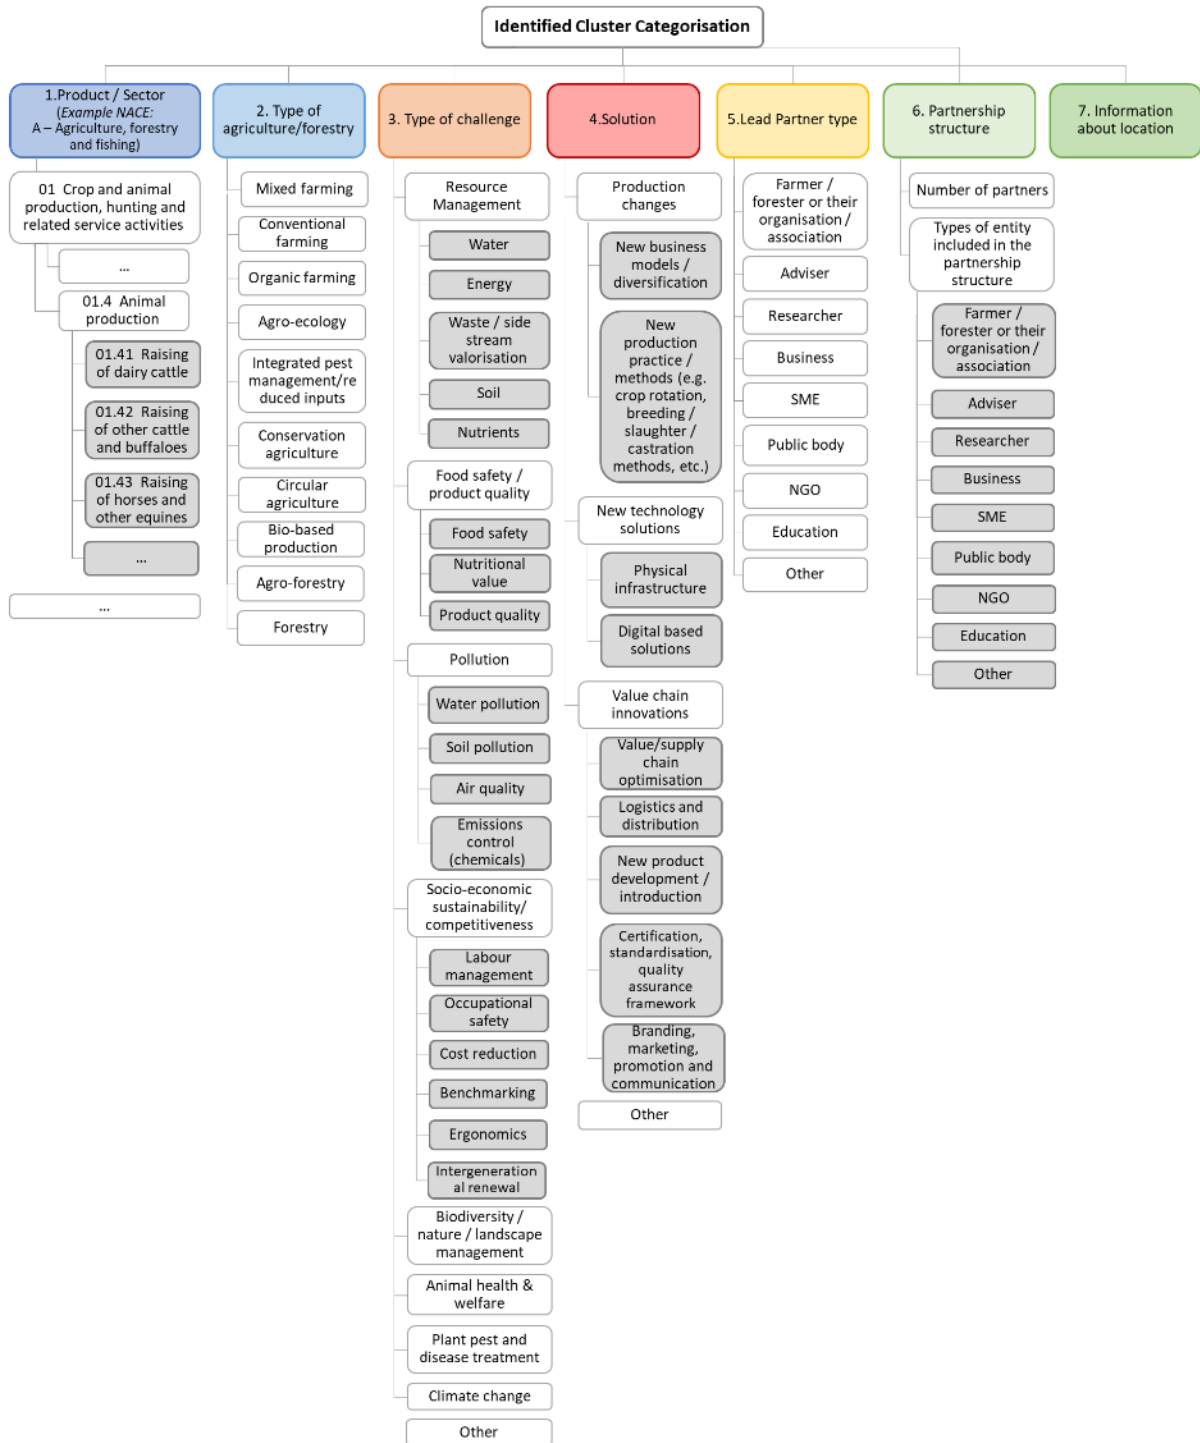 Identified Cluster Categorisation
1.Product / Sector
(Example NACE:
A – Agriculture, forestry
and fishing)
01 Crop and animal
production, hunting and
related service activities
...
01.4 Animal
production
01.41 Raising
of dairy cattle
01.42 Raising
of other cattle
and buffaloes
01.43 Raising
of horses and
other equines
...
...
2. Type of
agriculture/forestry
Mixed farming
Conventional
farming
Organic farming
Agro-ecology
Integrated pest
management/re
duced inputs
Conservation
agriculture
Circular
agriculture
Bio-based
production
Agro-forestry
Forestry
3. Type of challenge
Resource
Management
Water
Energy
Waste / side
stream
valorisation
Soil
Nutrients
Food safety /
product quality
Food safety
Nutritional
value
Product quality
Pollution
Water pollution
Soil pollution
Air quality
Emissions
control
(chemicals)
Socio-economic
sustainability/
competitiveness
Labour
management
Occupational
safety
Cost reduction
Benchmarking
Ergonomics
Intergeneration
al renewal
Biodiversity /
nature / landscape
management
Animal health &
welfare
Plant pest and
disease treatment
Climate change
Other
4.Solution
Production
changes
New business
models /
diversification
New
production
practice /
methods (e.g.
crop rotation,
breeding /
slaughter /
castration
methods, etc.)
New technology
solutions
Physical
infrastructure
Digital based
solutions
Value chain
innovations
Value/supply
chain
optimisation
Logistics and
distribution
New product
development /
introduction
Certification,
standardisation,
quality
assurance
framework
Branding,
marketing,
promotion and
communication
Other
5.Lead Partner type
Farmer /
forester or their
organisation /
association
Adviser
Researcher
Business
SME
Public body
NGO
Education
Other
6. Partnership
structure
Number of partners
Types of entity
included in the
partnership
structure
Farmer /
forester or their
organisation /
association
Adviser
Researcher
Business
SME
Public body
NGO
Education
Other
7. Information
about location